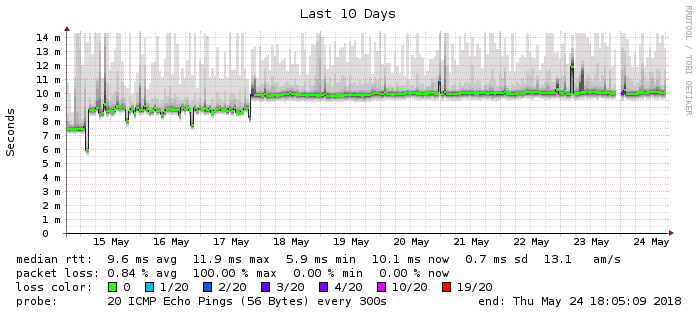 Last 10 Days
RRDTOOL / TOBI OETIKER
Seconds
14 m
13 m
12 m
11 m
10 m
9 m
8 m
7 m
6 m
5 m
4 m
3 m
2 m
1 m
0
15 May 16 May 17 May 18 May 19 May 20 May 21 May 22 May 23 May 24 May
median rtt: 9.6 ms avg 11.9 ms max 5.9 ms min 10.1 ms now 0.7 ms sd 13.1 am/s
packet loss: 0.84 % avg 100.00 % max 0.00 % min 0.00 % now
loss color: 0 1/20 2/20 3/20 4/20 10/20 19/20
probe: 20 ICMP Echo Pings (56 Bytes) every 300s end: Thu May 24 18:05:09 2018